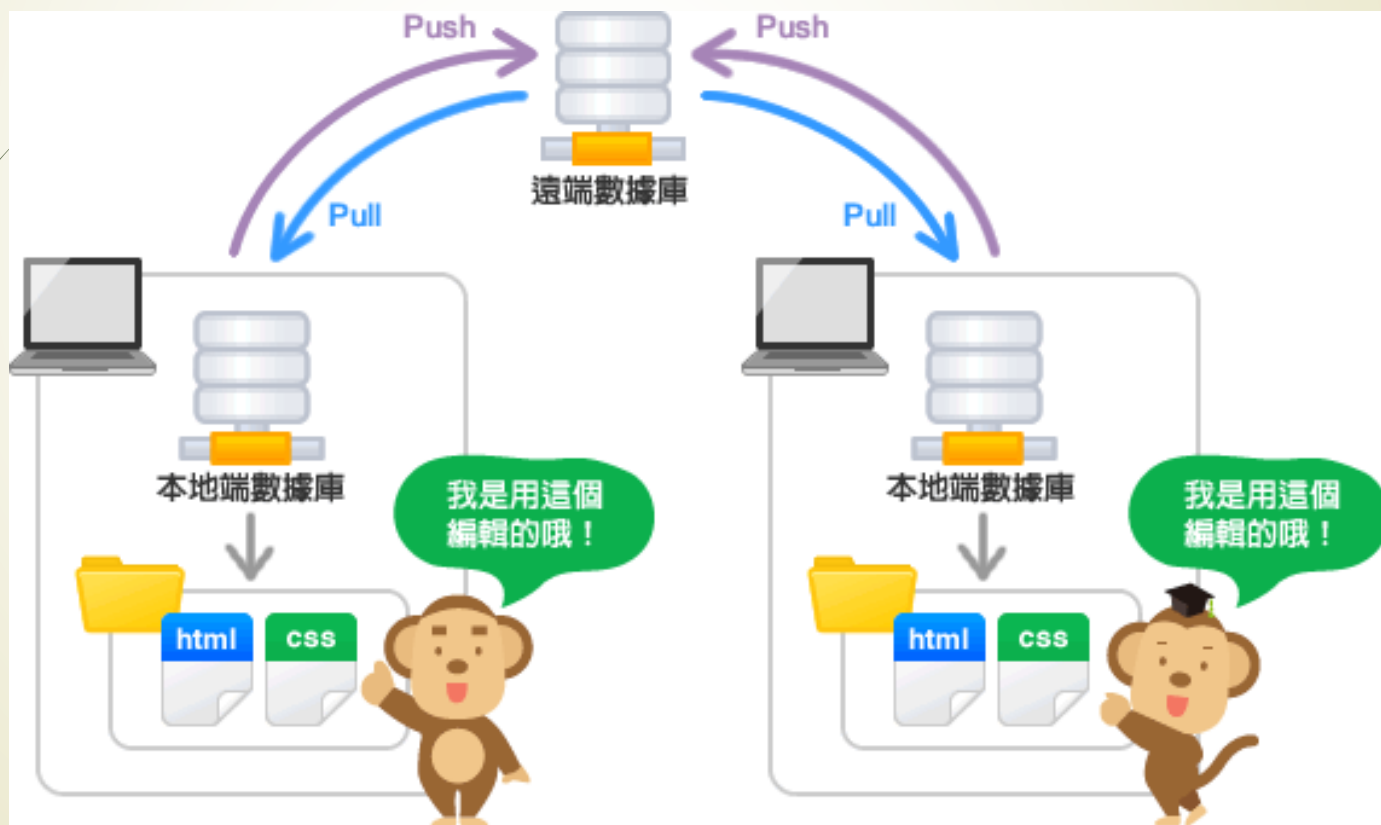 Push
Push
遠端數據庫
Pull
Pull
本地端數據庫
本地端數據庫
我是用這個
編輯的哦！
我是用這個
編輯的哦！
html
css
html
css